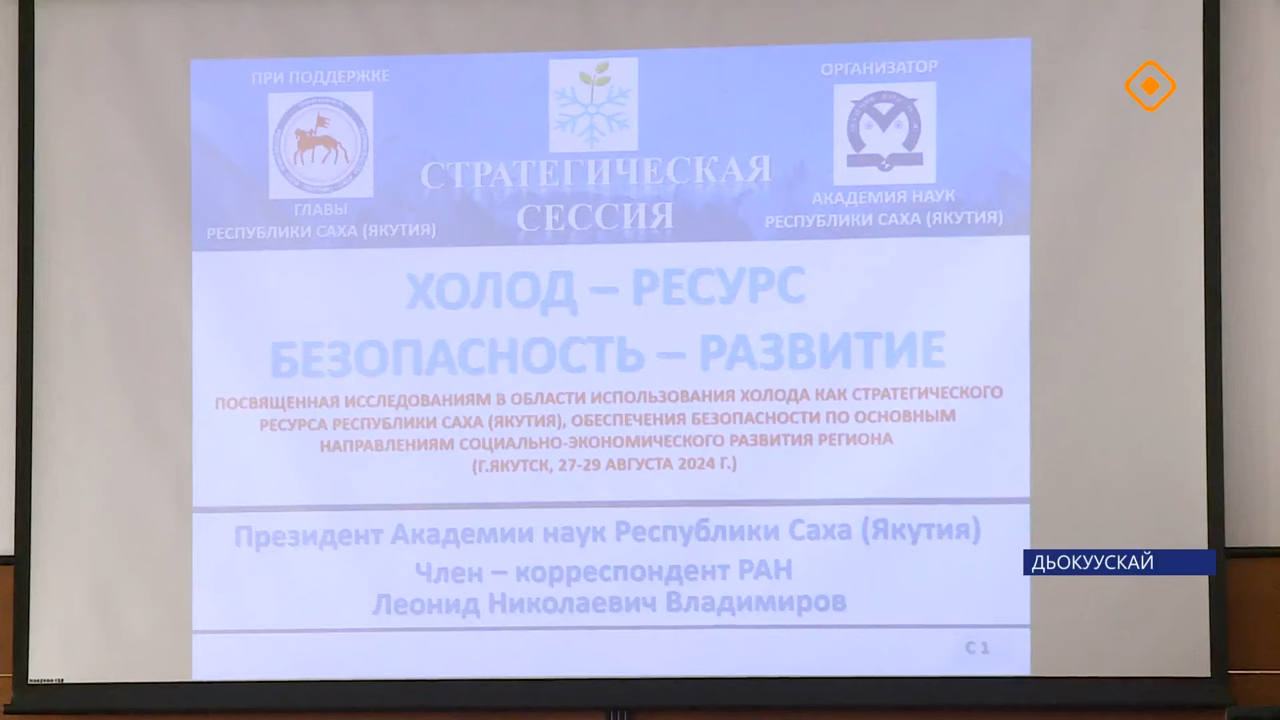 ПРИ ПОДДЕРЖКЕ
ГЛАВЫ
РЕСПУБЛИКИ САХА (ЯКУТИЯ)
СТРАТЕГИЧЕСКАЯ
СЕССИЯ
ОРГАНИЗАТОР
АКАДЕМИЯ НАУК
РЕСПУБЛИКИ САХА (ЯКУТИЯ)
ХОЛОД – РЕСУРС
БЕЗОПАСНОСТЬ – РАЗВИТИЕ
ПОСВЯЩЕННАЯ ИССЛЕДОВАНИЯМ В ОБЛАСТИ ИСПОЛЬЗОВАНИЯ ХОЛОДА КАК СТРАТЕГИЧЕСКОГО
РЕСУРСА РЕСПУБЛИКИ САХА (ЯКУТИЯ), ОБЕСПЕЧЕНИЯ БЕЗОПАСНОСТИ ПО ОСНОВНЫМ
НАПРАВЛЕНИЯМ СОЦИАЛЬНО-ЭКОНОМИЧЕСКОГО РАЗВИТИЯ РЕГИОНА
(Г.ЯКУТСК, 27-29 АВГУСТА 2024 Г.)
Президент Академии наук Республики Саха (Якутия)
Член – корреспондент РАН
Леонид Николаевич Владимиров
С 1
ДЬОКУУСКАЙ